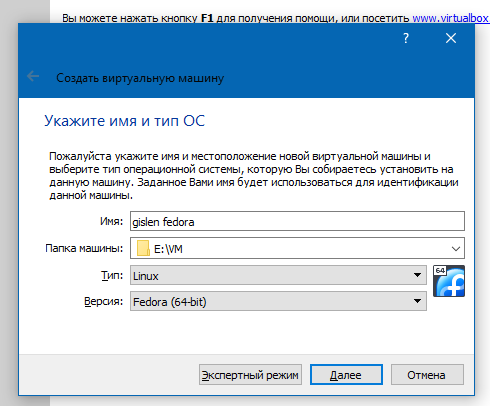 Вы можете нажать кнопку F1 для получения помощи, или посетить www.virtualbox
?
Создать виртуальную машину
Укажите имя и тип ОС
Пожалуйста укажите имя и местоположение новой виртуальной машины и
выберите тип операционной системы, которую Вы собираетесь установить на
данную машину. Заданное Вами имя будет использоваться для идентификации
данной машины.
Имя: gislen fedora
Папка машины: E:\VM
Тип: Linux
64
Версия: Fedora (64-bit)
Экспертный режим Далее Отмена